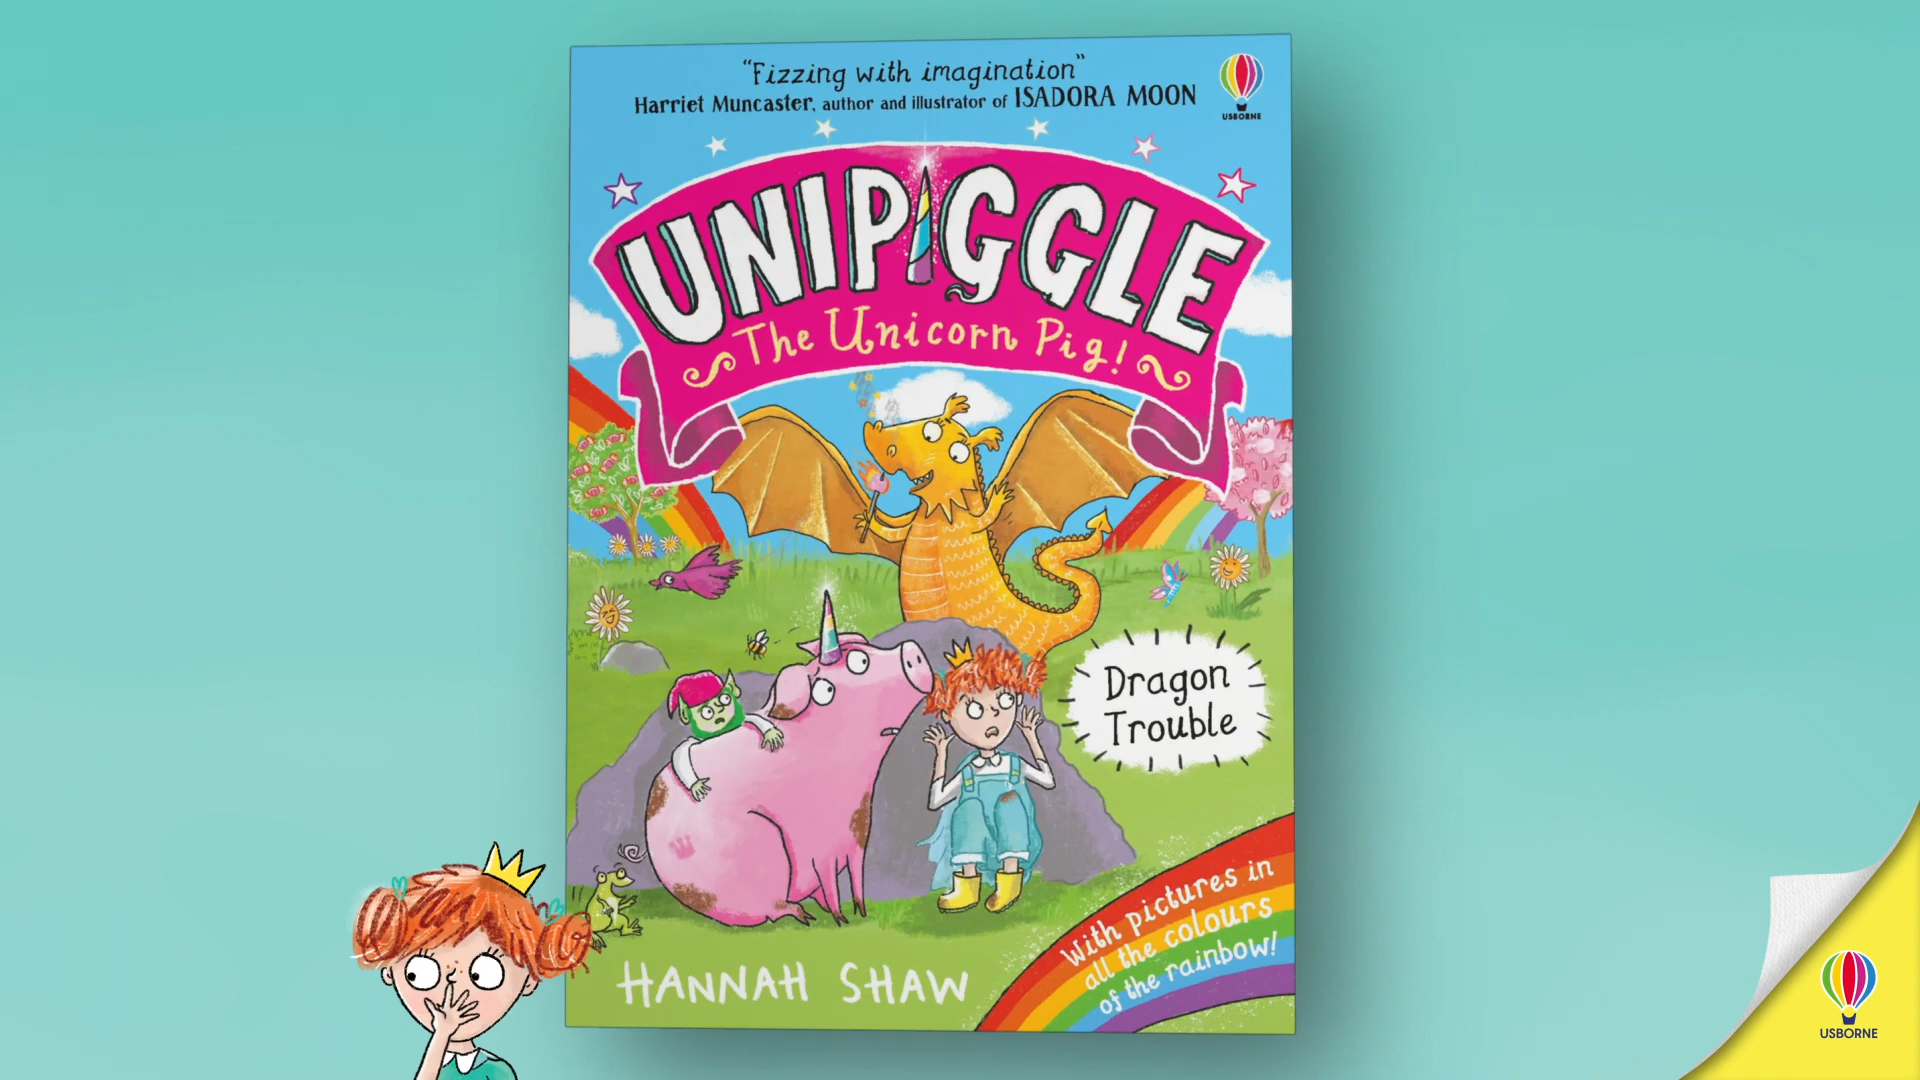 “Fizzing with imagination”
Harriet Muncaster, author and illustrator of ISADORA MOON
USBORNE
UNIPIGGLE
The Unicorn Pig!
Dragon
Trouble
With pictures in
all the colours
of the rainbow!
HANNAH SHAW
USBORNE